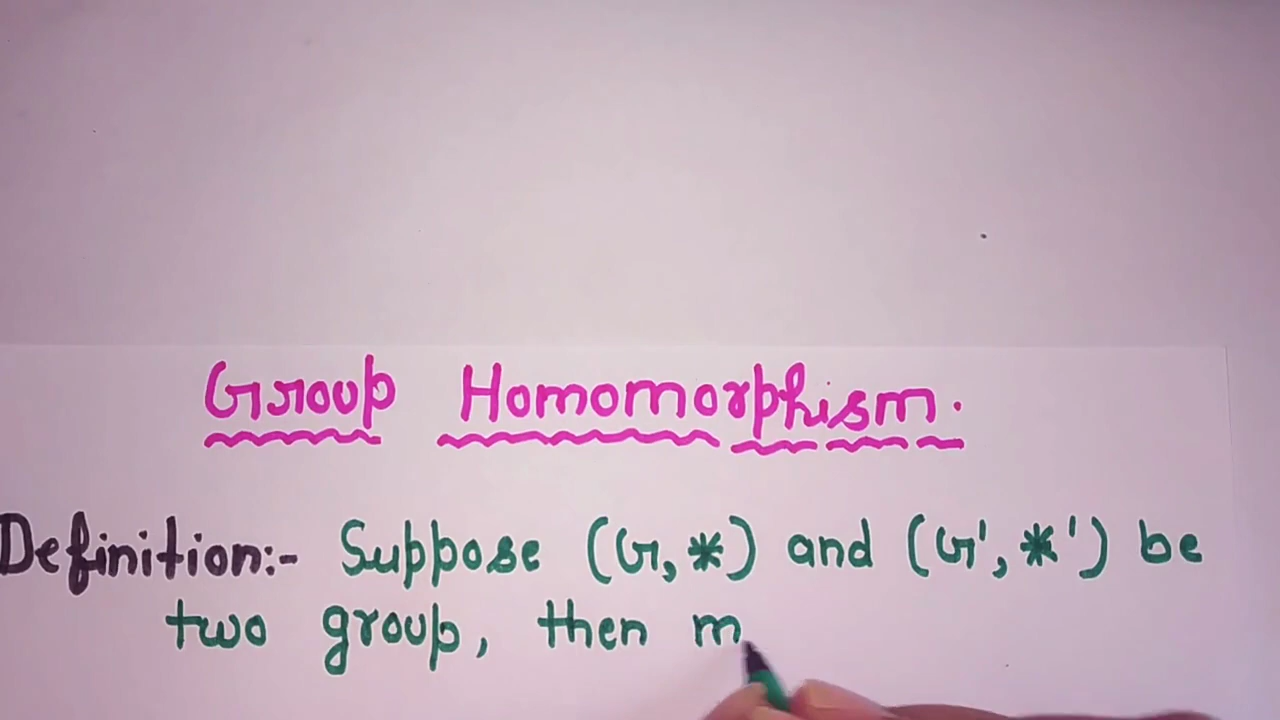 Group Homomorphism.
Definition:- Suppose (G, *) and (G', *') be
two group, then m